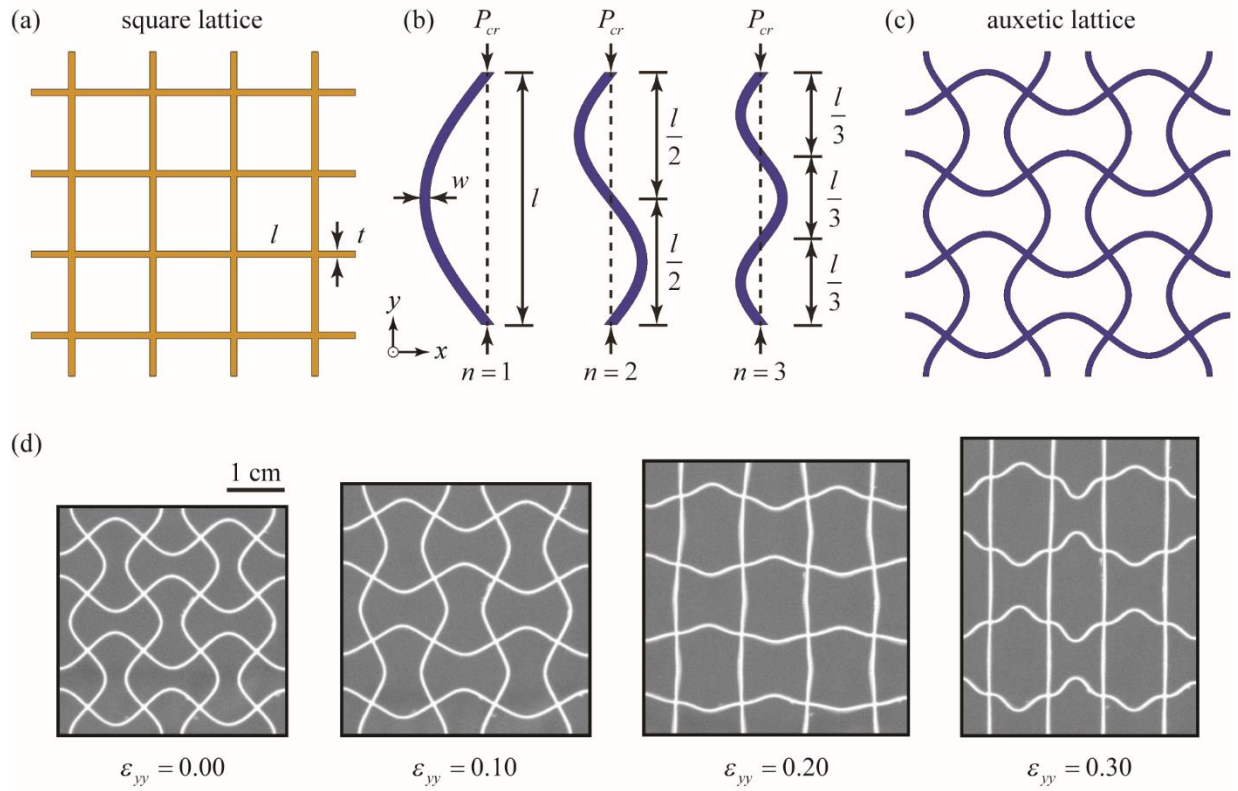 (a) square lattice
l
t
(b)
P_cr
P_cr
P_cr
w
l
l/2
l/2
l/3
l/3
l/3
y
x
n = 1
n = 2
n = 3
(c) auxetic lattice
(d)
1 cm
ε_yy = 0.00
ε_yy = 0.10
ε_yy = 0.20
ε_yy = 0.30